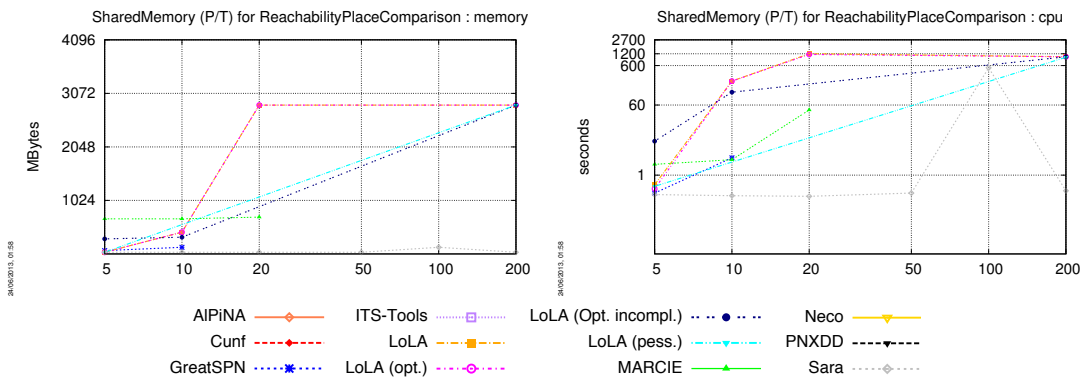 SharedMemory (P/T) for ReachabilityPlaceComparison : memory
4096
3072
2048
1024
MBytes
5 10 20 50 100 200
24/06/2013, 01:58
SharedMemory (P/T) for ReachabilityPlaceComparison : cpu
2700
1200
600
60
1
seconds
5 10 20 50 100 200
24/06/2013, 01:58
AlPiNA
Cunf
GreatSPN
ITS-Tools
LoLA
LoLA (opt.)
LoLA (Opt. incompl.)
LoLA (pess.)
MARCIE
Neco
PNXDD
Sara